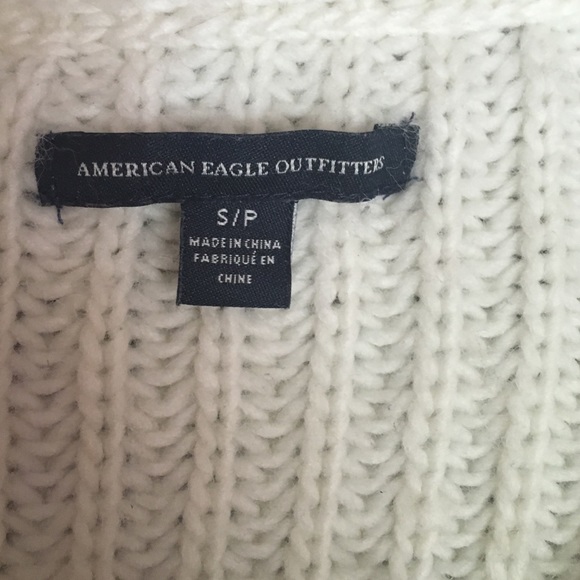 AMERICAN EAGLE OUTFITTERS
S/P
MADE IN CHINA
FABRIQUÉ EN
CHINE